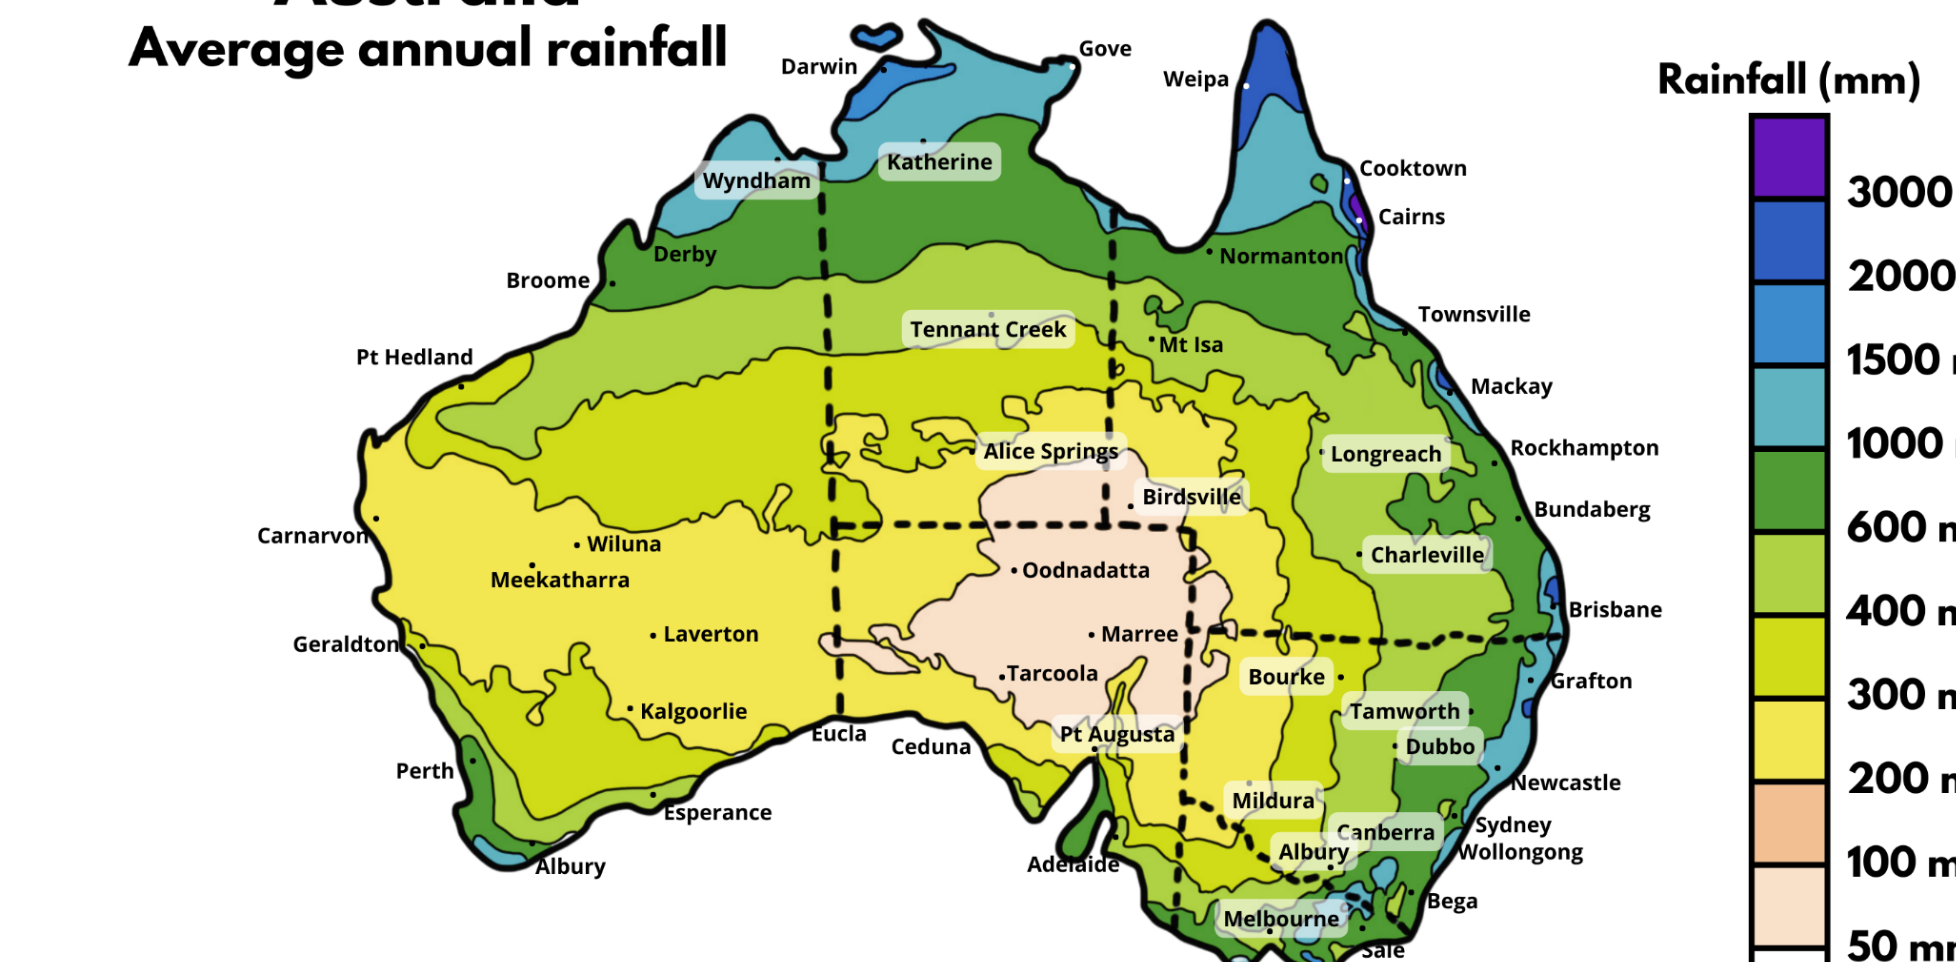 Australia
Average annual rainfall
Rainfall (mm)
3000
2000
1500
1000
600
400
300
200
100 m
50 mm
Darwin
Gove
Weipa
Katherine
Wyndham
Cooktown
Cairns
Derby
Normanton
Broome
Townsville
Tennant Creek
Mt Isa
Pt Hedland
Mackay
Alice Springs
Longreach
Rockhampton
Birdsville
Bundaberg
Carnarvon
Wiluna
Charleville
Meekatharra
Oodnadatta
Brisbane
Geraldton
Laverton
Marree
Tarcoola
Bourke
Grafton
Kalgoorlie
Tamworth
Eucla
Ceduna
Pt Augusta
Dubbo
Perth
Newcastle
Esperance
Mildura
Sydney
Canberra
Albury
Adelaide
Albury
Wollongong
Bega
Melbourne
Sale